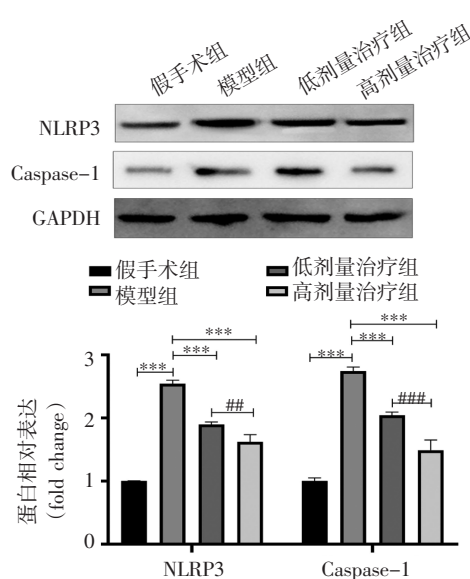 假手术组
模型组
低剂量治疗组
高剂量治疗组
NLRP3
Caspase-1
GAPDH
假手术组
低剂量治疗组
模型组
高剂量治疗组
***
***
***
***
***
***
##
###
蛋白相对表达
(fold change)
3
2
1
0
NLRP3
Caspase-1